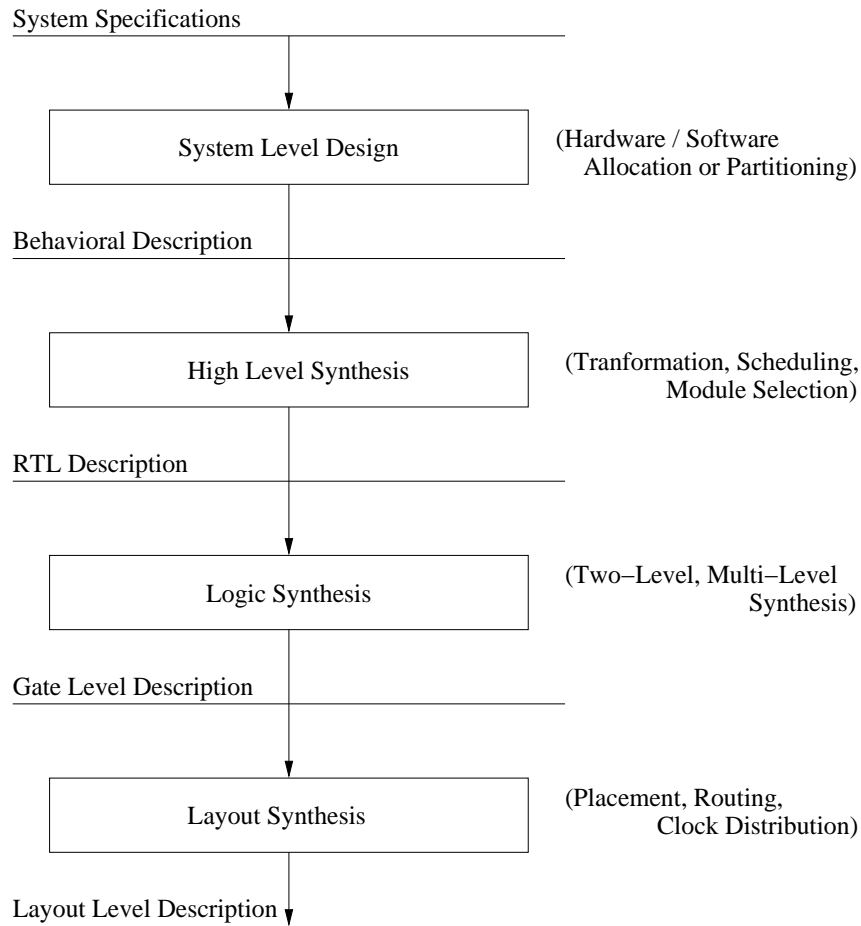 System Specifications
System Level Design
(Hardware / Software
Allocation or Partitioning)
Behavioral Description
High Level Synthesis
(Tranformation, Scheduling,
Module Selection)
RTL Description
Logic Synthesis
(Two−Level, Multi−Level
Synthesis)
Gate Level Description
Layout Synthesis
(Placement, Routing,
Clock Distribution)
Layout Level Description